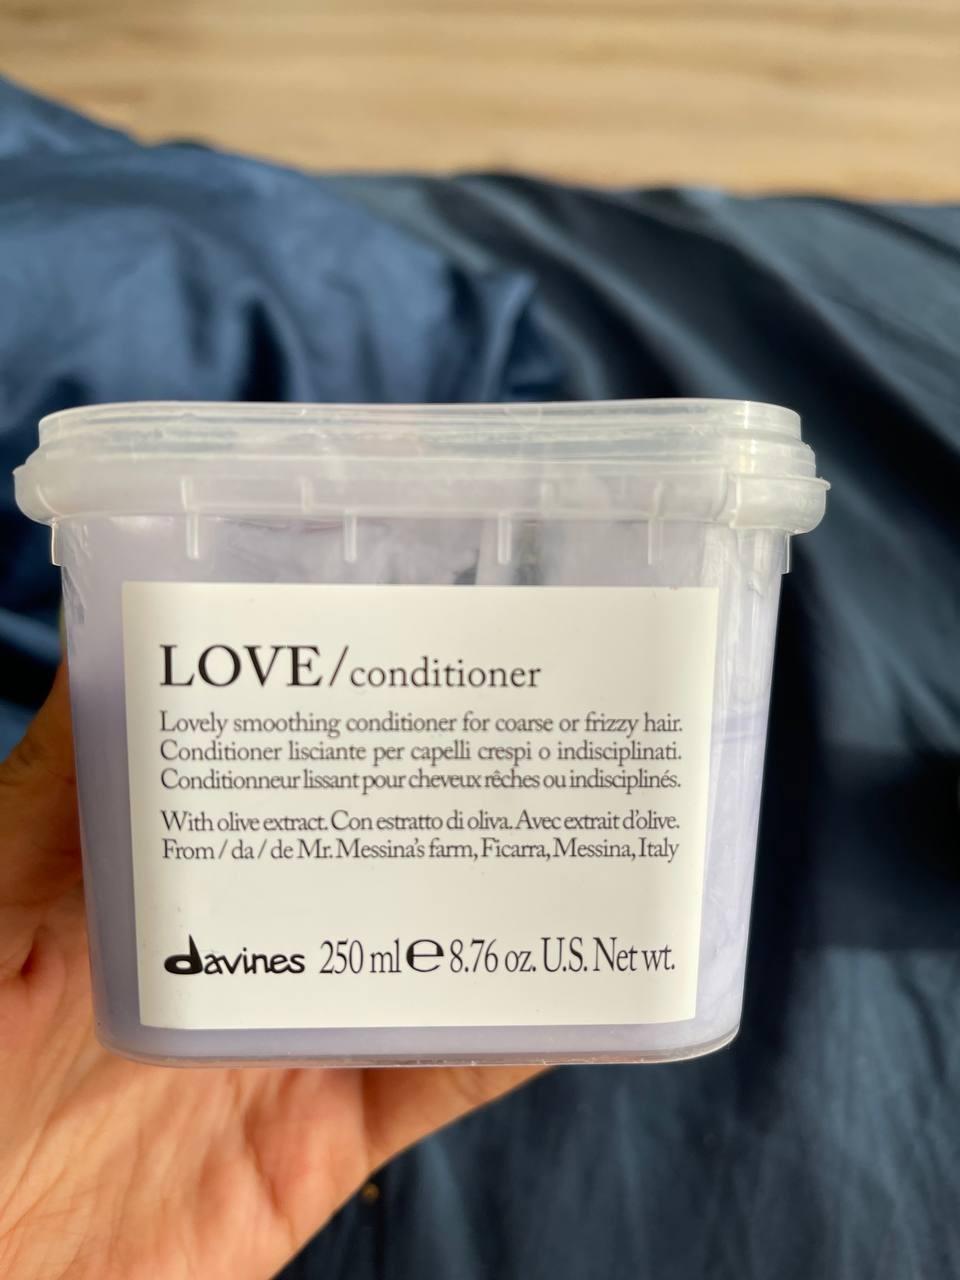 LOVE/conditioner
Lovely smoothing conditioner for coarse or frizzy hair.
Conditioner lisciante per capelli crespi o indisciplinati.
Conditionneur lissant pour cheveux rêches ou indisciplinés.
With olive extract. Con estratto di oliva. Avec extrait d'olive.
From / da / de Mr. Messina's farm, Ficarra, Messina, Italy
davines 250 ml ℮ 8.76 oz. U.S. Net wt.